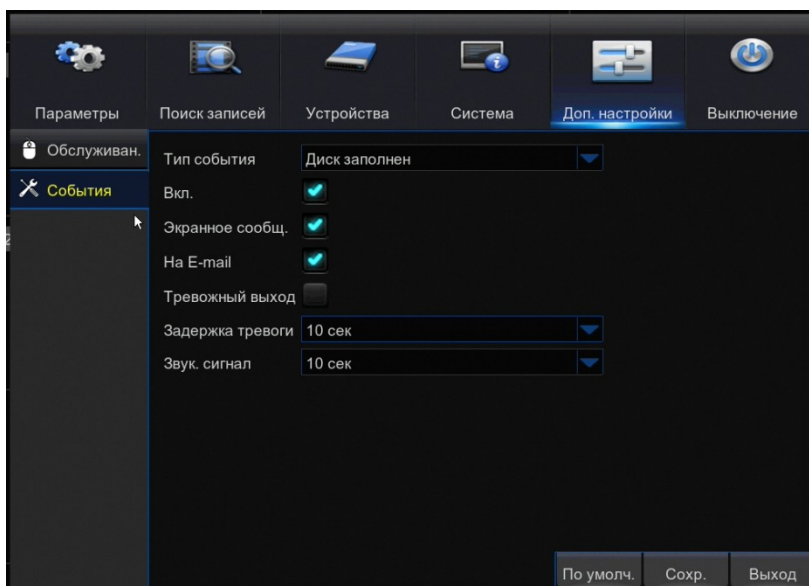 Параметры Поиск записей Устройства Система Доп. настройки Выключение
Обслуживан.
События
Тип события Диск заполнен
Вкл.
Экранное сообщ.
На E-mail
Тревожный выход
Задержка тревоги 10 сек
Звук. сигнал 10 сек
По умолч. Сохр. Выход